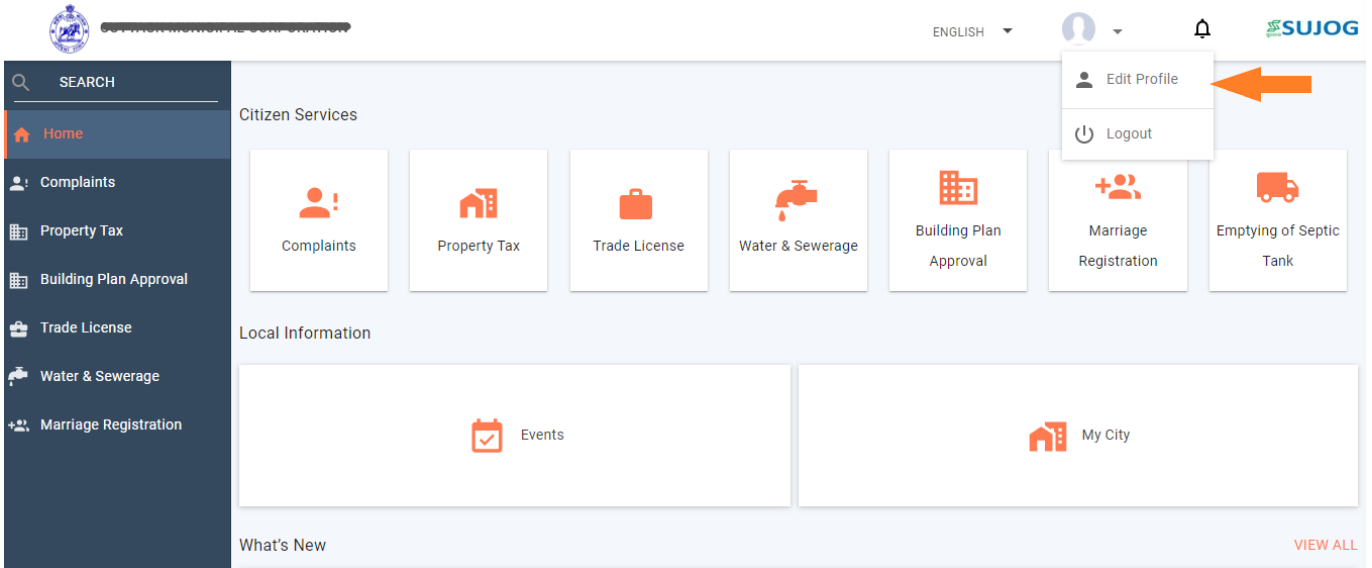 ENGLISH
SUJOG
SEARCH
Home
Complaints
Property Tax
Building Plan Approval
Trade License
Water & Sewerage
Marriage Registration
Edit Profile
Logout
Citizen Services
Complaints
Property Tax
Trade License
Water & Sewerage
Building Plan
Approval
Marriage
Registration
Emptying of Septic
Tank
Local Information
Events
My City
What's New
VIEW ALL